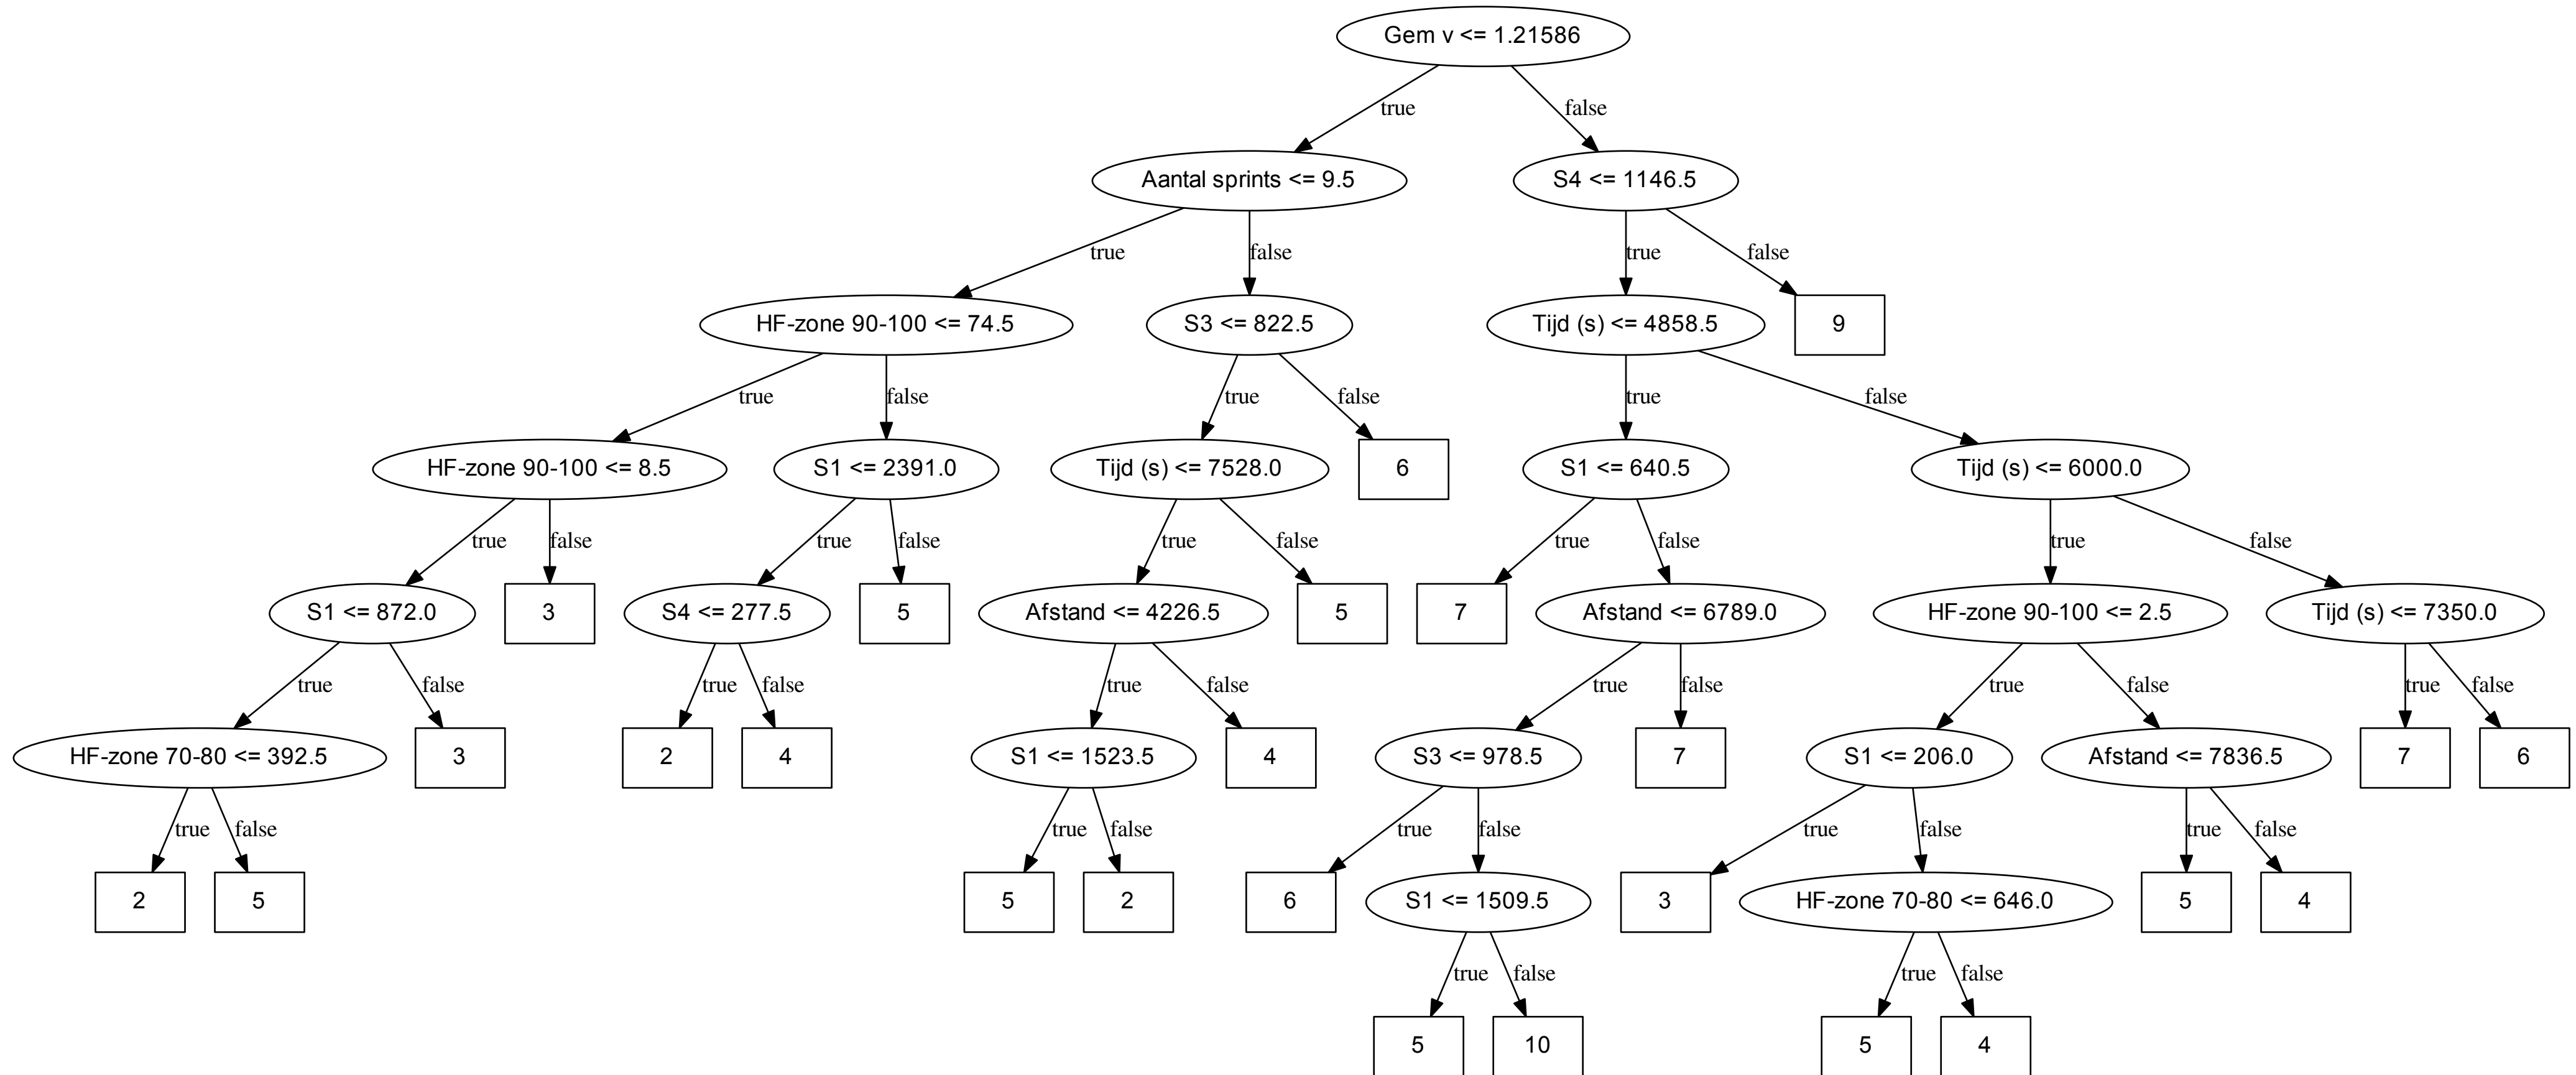 Gem v <= 1.21586
true
false
Aantal sprints <= 9.5
S4 <= 1146.5
true
false
true
false
HF-zone 90-100 <= 74.5
S3 <= 822.5
Tijd (s) <= 4858.5
9
true
false
true
false
true
false
HF-zone 90-100 <= 8.5
S1 <= 2391.0
Tijd (s) <= 7528.0
6
S1 <= 640.5
Tijd (s) <= 6000.0
true
false
true
false
true
false
true
false
true
false
S1 <= 872.0
3
S4 <= 277.5
5
Afstand <= 4226.5
5
7
Afstand <= 6789.0
HF-zone 90-100 <= 2.5
Tijd (s) <= 7350.0
true
false
true
false
true
false
true
false
true
false
true
false
HF-zone 70-80 <= 392.5
3
2
4
S1 <= 1523.5
4
S3 <= 978.5
7
S1 <= 206.0
Afstand <= 7836.5
7
6
true
false
true
false
true
false
true
false
true
false
2
5
5
2
6
S1 <= 1509.5
3
HF-zone 70-80 <= 646.0
5
4
true
false
true
false
5
10
5
4